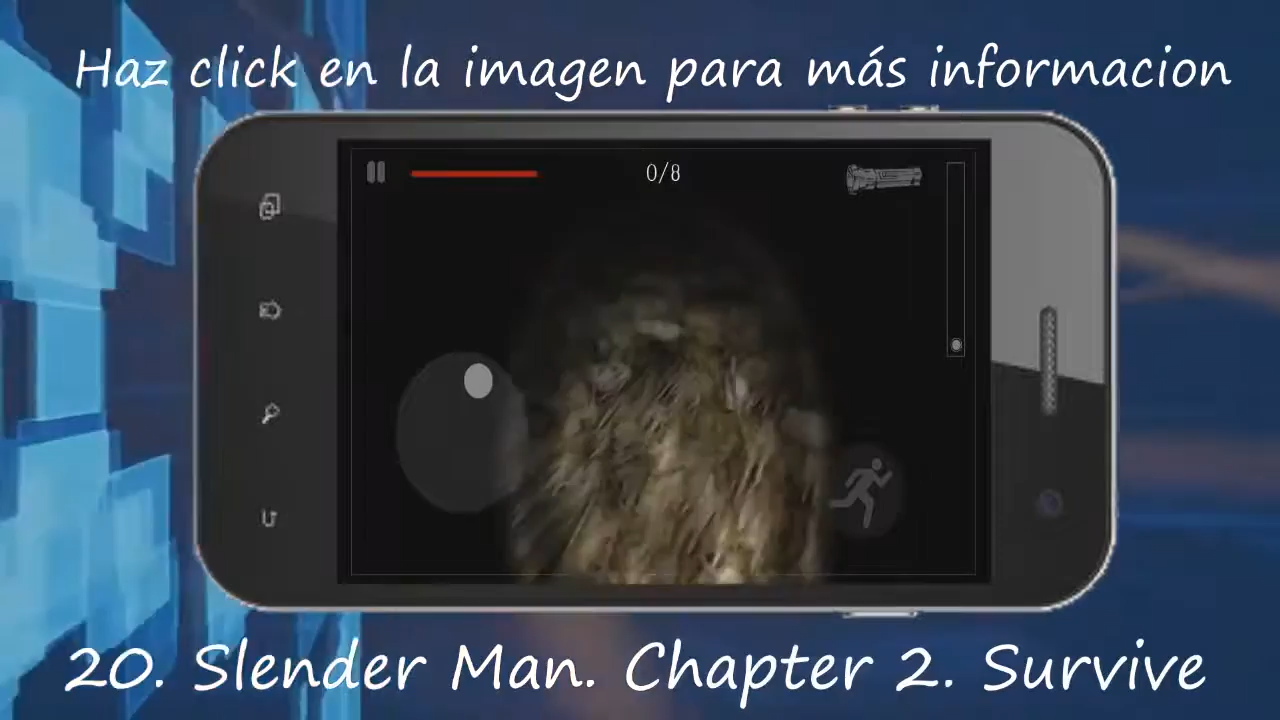 Haz click en la imagen para más informacion
0/8
20. Slender Man. Chapter 2. Survive